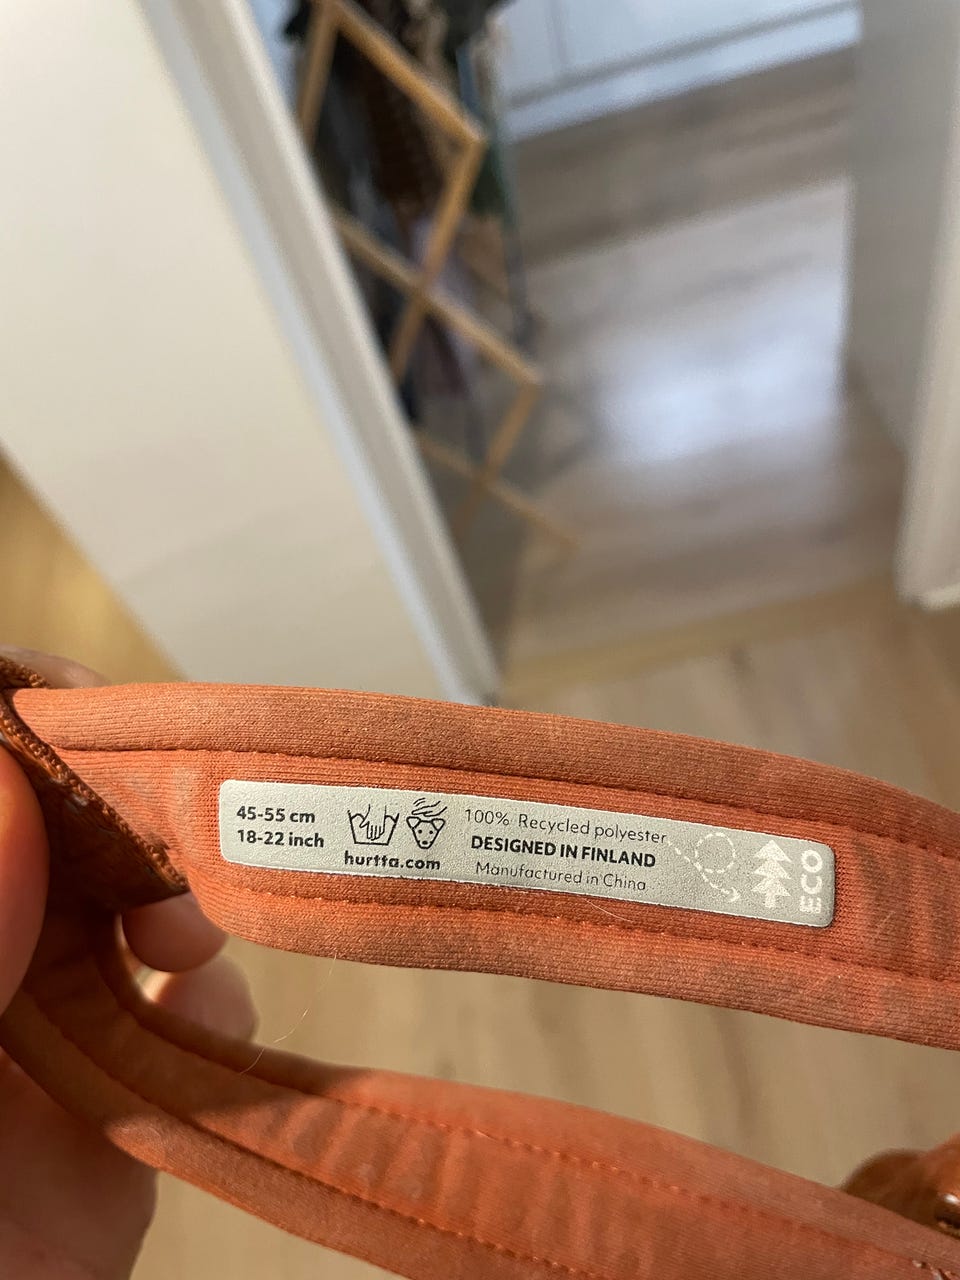 45-55 cm
18-22 inch
hurtta.com
100% Recycled polyester
DESIGNED IN FINLAND
Manufactured in China
ECO